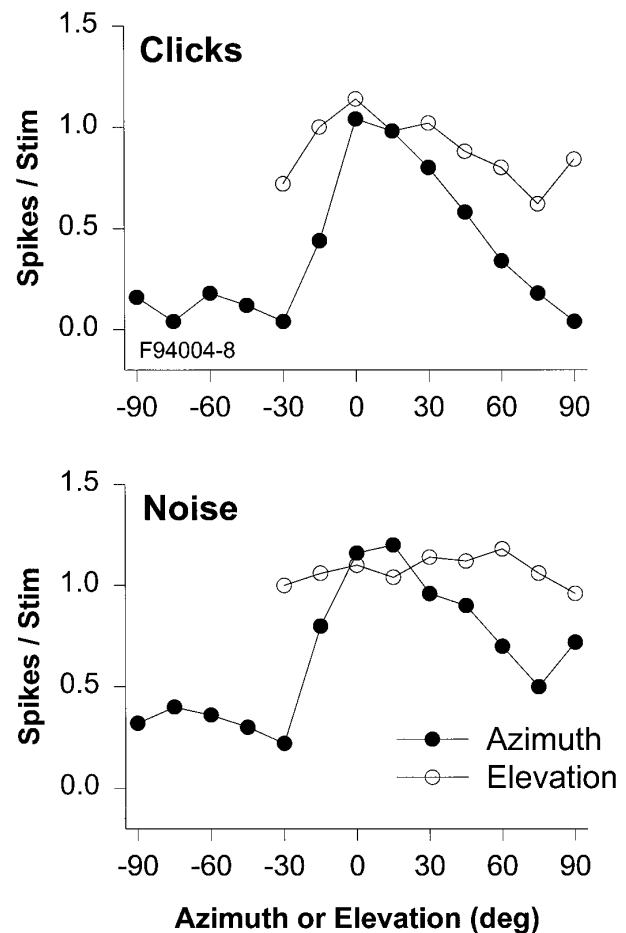 Clicks
Spikes / Stim
1.5
1.0
0.5
0.0
F94004-8
-90 -60 -30 0 30 60 90
Noise
Spikes / Stim
1.5
1.0
0.5
0.0
Azimuth
Elevation
-90 -60 -30 0 30 60 90
Azimuth or Elevation (deg)